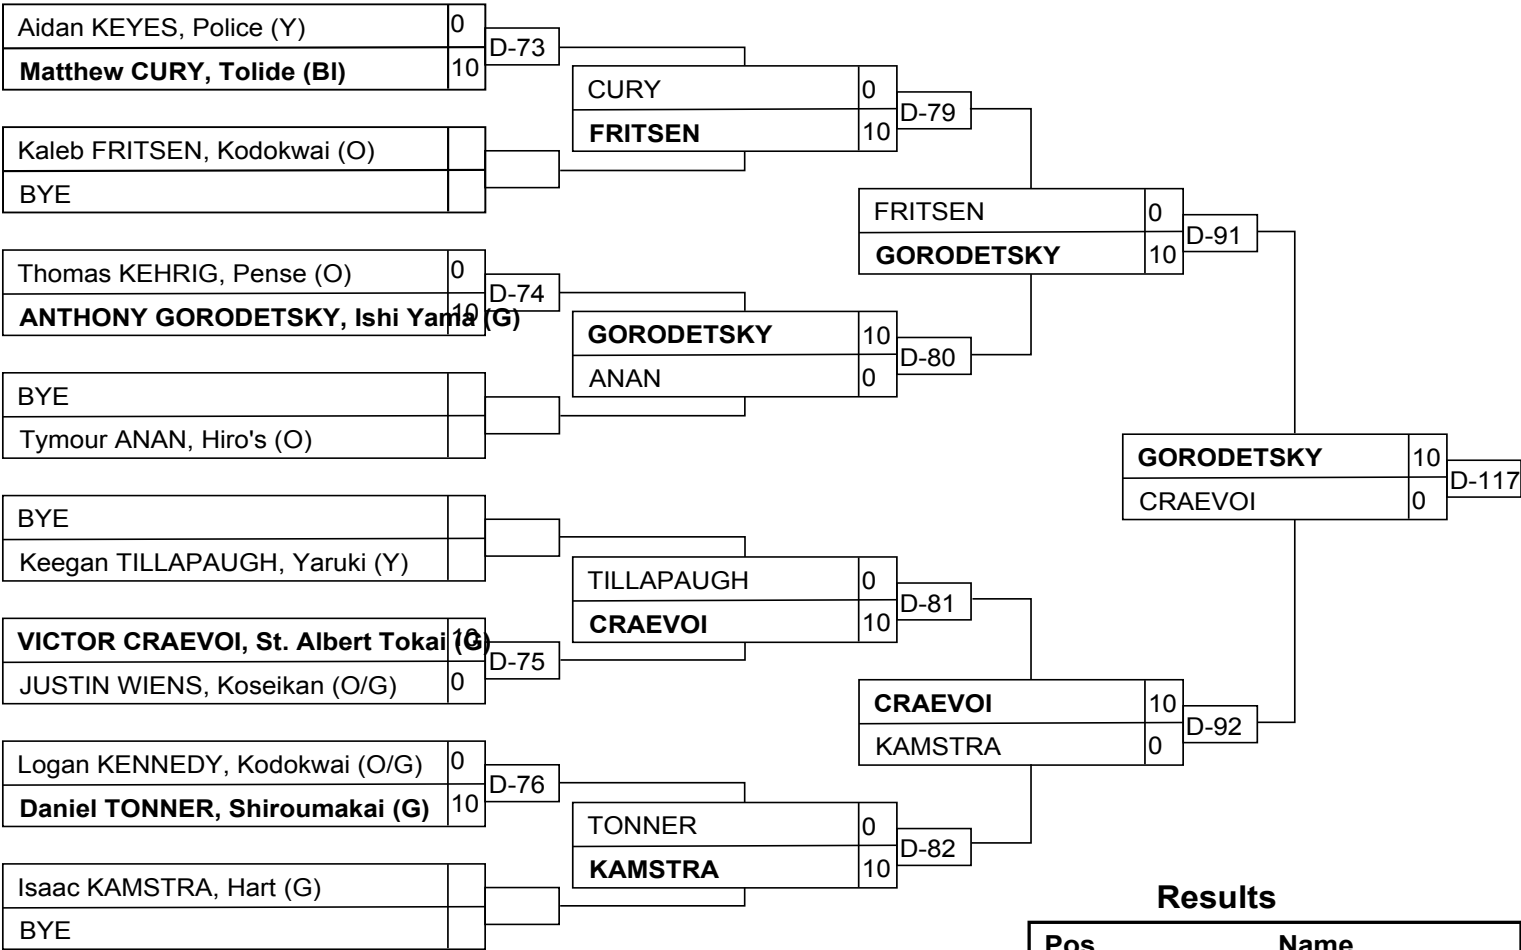 Aidan KEYES, Police (Y) 0
D-73
Matthew CURY, Tolide (Bl) 10
CURY 0
D-79
FRITSEN 10
Kaleb FRITSEN, Kodokwai (O)
BYE
FRITSEN 0
D-91
GORODETSKY 10
Thomas KEHRIG, Pense (O) 0
D-74
ANTHONY GORODETSKY, Ishi Yama (G) 10
GORODETSKY 10
D-80
ANAN 0
BYE
Tymour ANAN, Hiro's (O)
GORODETSKY 10
D-117
CRAEVOI 0
BYE
Keegan TILLAPAUGH, Yaruki (Y)
TILLAPAUGH 0
D-81
CRAEVOI 10
VICTOR CRAEVOI, St. Albert Tokai (G) 10
D-75
JUSTIN WIENS, Koseikan (O/G) 0
CRAEVOI 10
D-92
KAMSTRA 0
Logan KENNEDY, Kodokwai (O/G) 0
D-76
Daniel TONNER, Shiroumakai (G) 10
TONNER 0
D-82
KAMSTRA 10
Isaac KAMSTRA, Hart (G)
BYE
Results
Pos Name